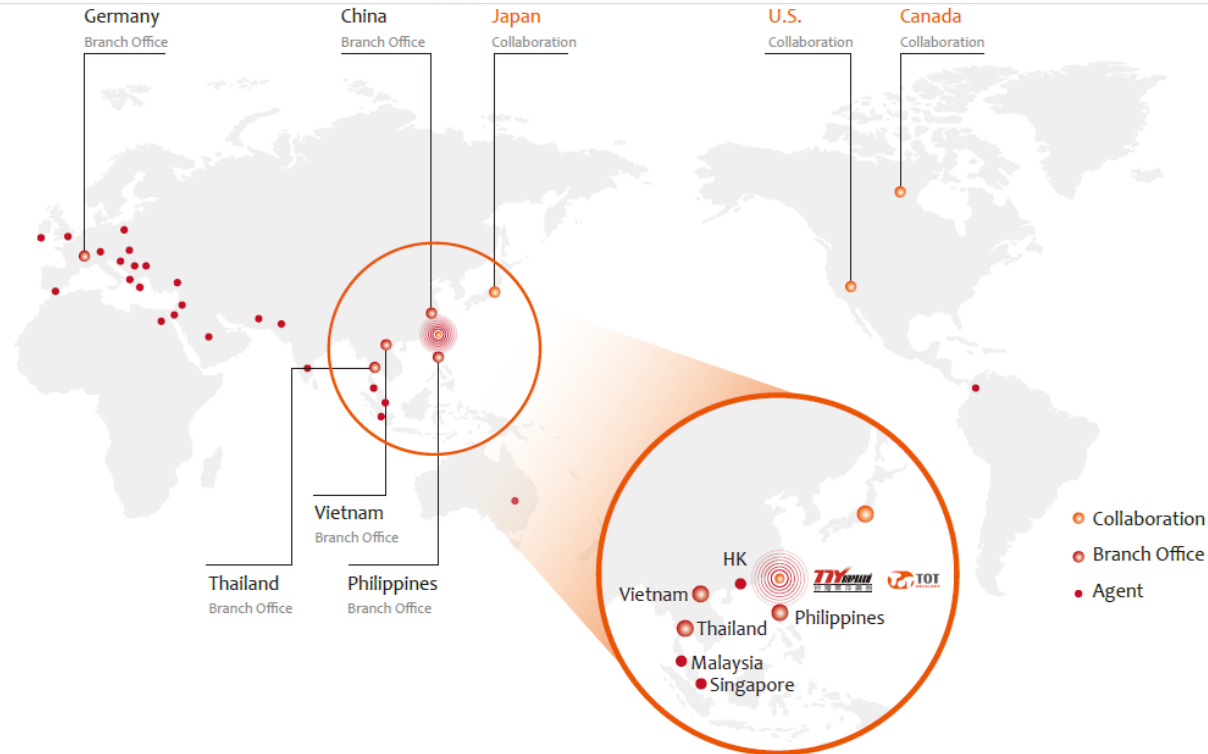 Germany
Branch Office
China
Branch Office
Japan
Collaboration
U.S.
Collaboration
Canada
Collaboration
Vietnam
Branch Office
Thailand
Branch Office
Philippines
Branch Office
HK
TTY
TOT
Vietnam
Philippines
Thailand
Malaysia
Singapore
Collaboration
Branch Office
Agent